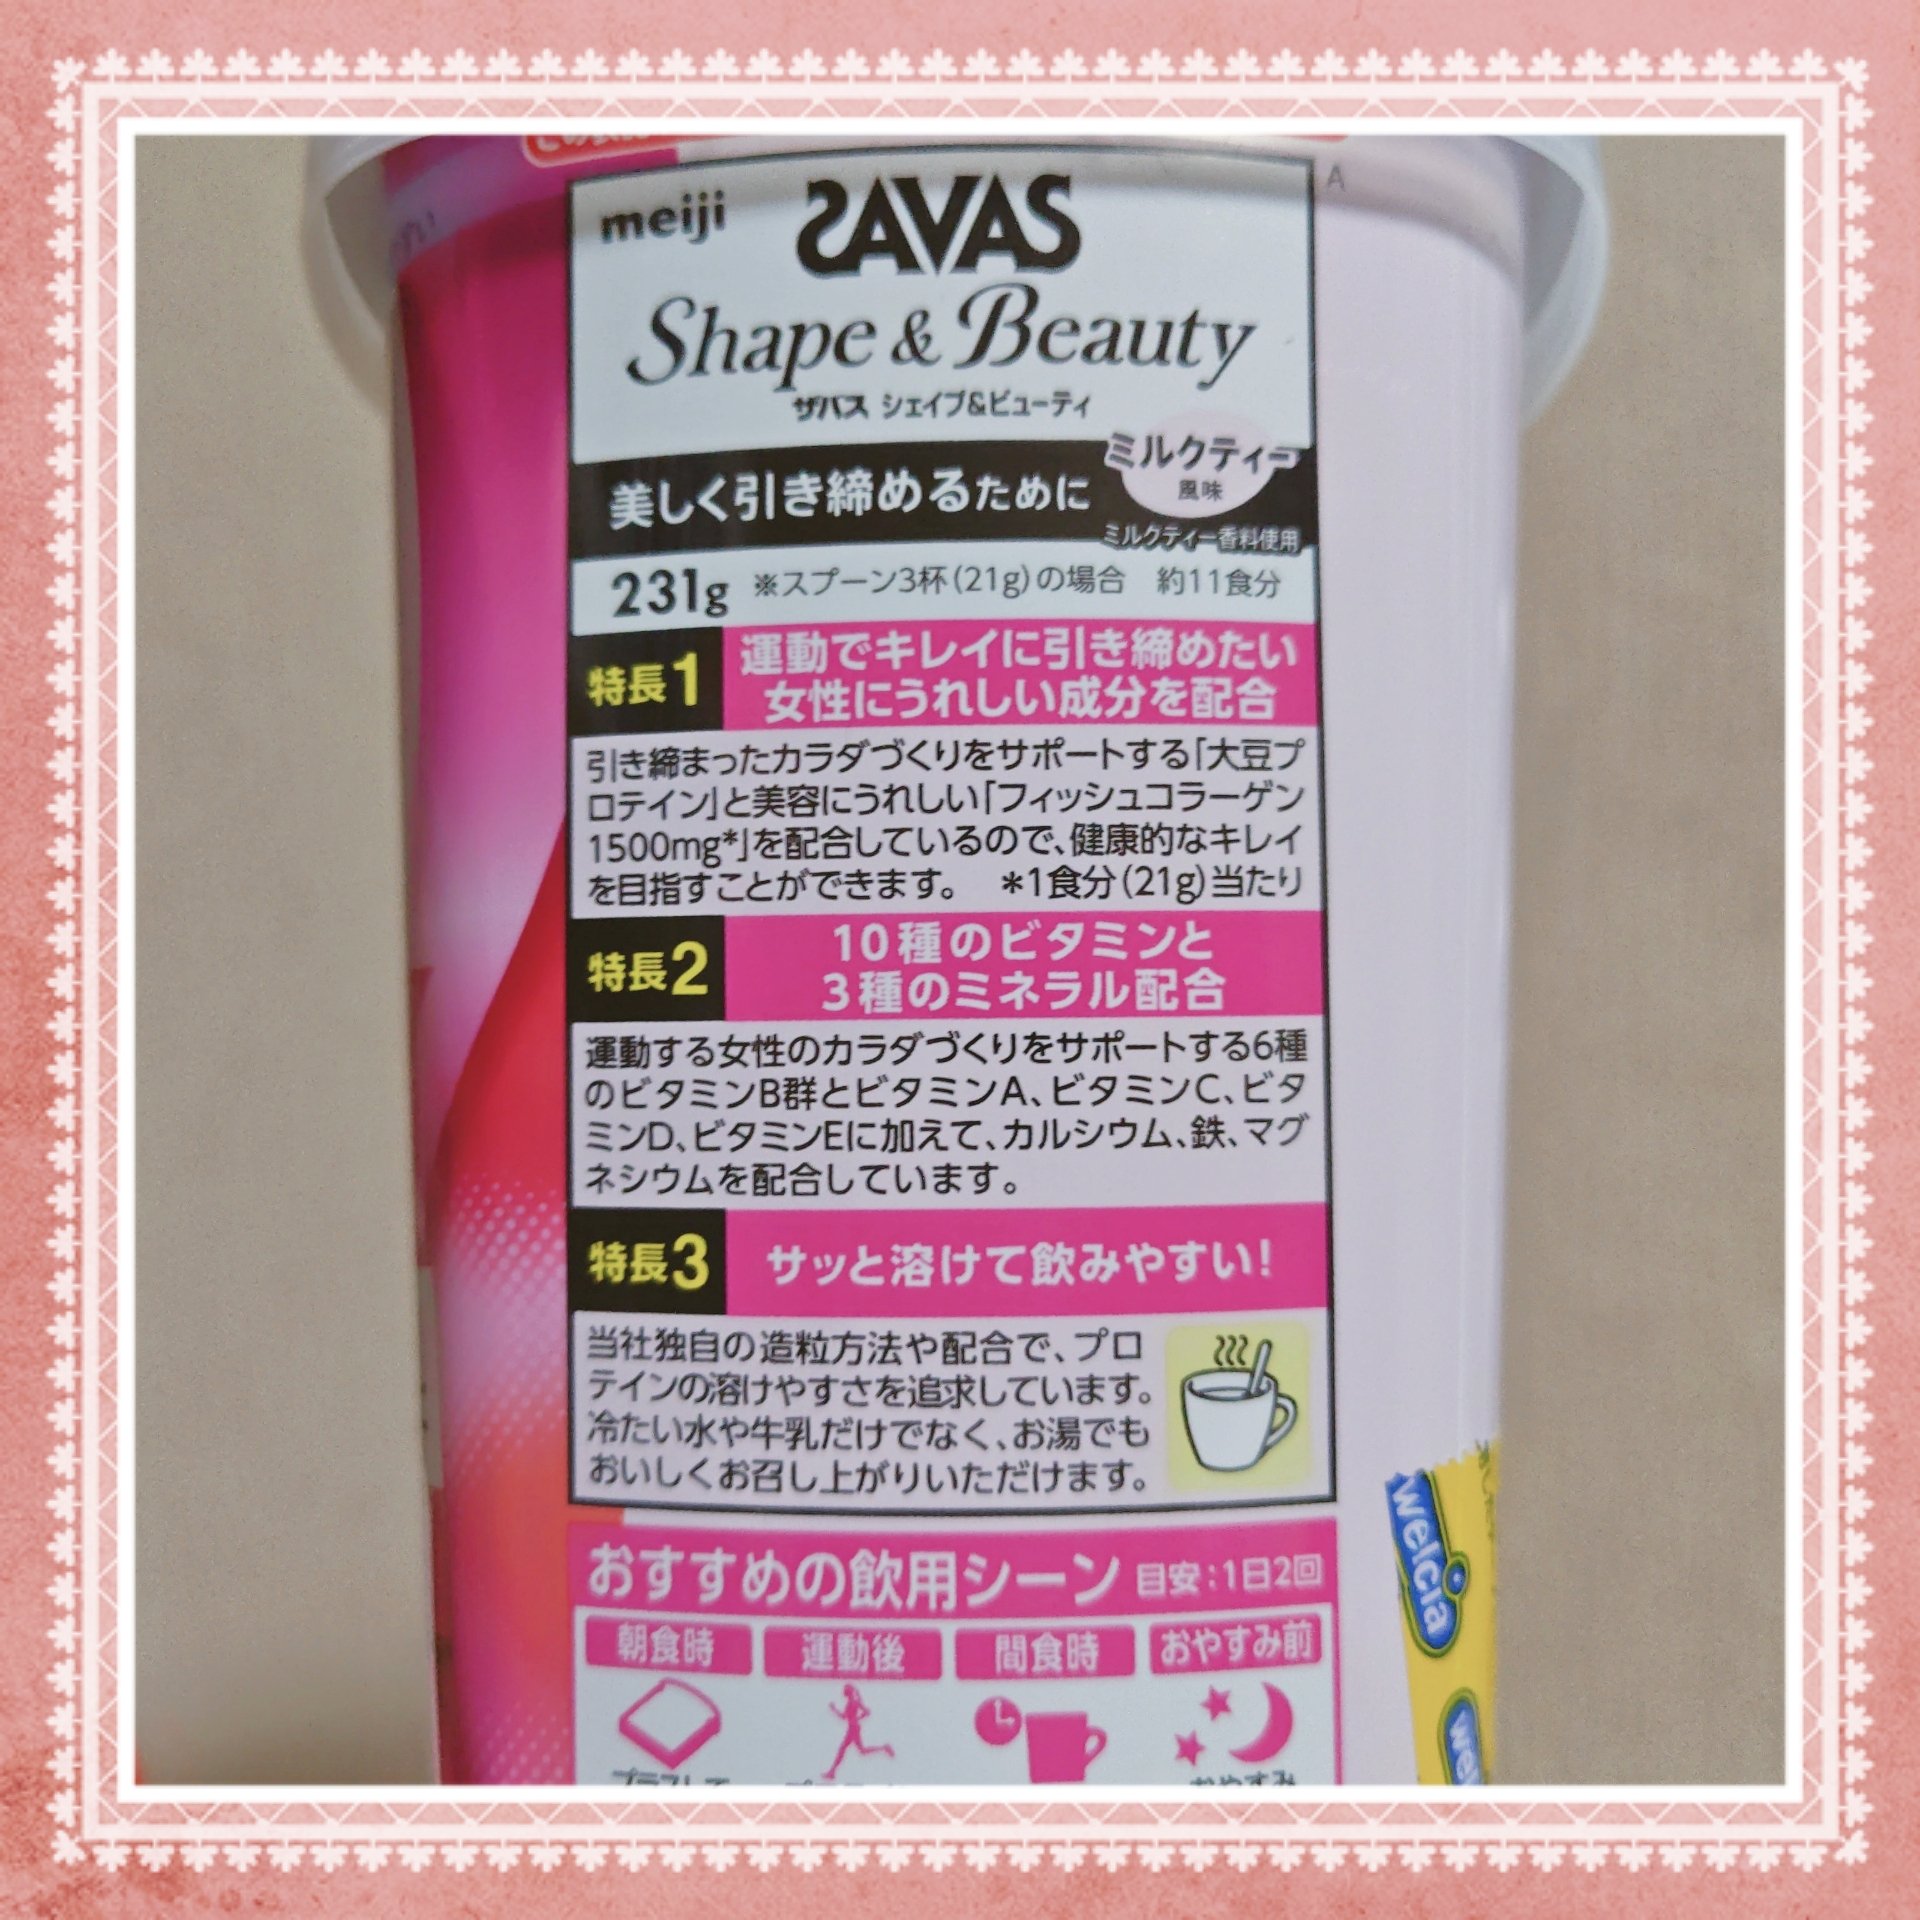 meiji
SAVAS
Shape & Beauty
ザバス シェイプ&ビューティ
美しく引き締めるために
ミルクティー
風味
ミルクティー香料使用
231g ※スプーン3杯(21g)の場合 約11食分
特長1
運動でキレイに引き締めたい
女性にうれしい成分を配合
引き締まったカラダづくりをサポートする「大豆プ
ロテイン」と美容にうれしい「フィッシュコラーゲン
1500mg*」を配合しているので、健康的なキレイ
を目指すことができます。 *1食分(21g)当たり
特長2
10種のビタミンと
3種のミネラル配合
運動する女性のカラダづくりをサポートする6種
のビタミンB群とビタミンA、ビタミンC、ビタ
ミンD、ビタミンEに加えて、カルシウム、鉄、マグ
ネシウムを配合しています。
特長3
サッと溶けて飲みやすい!
当社独自の造粒方法や配合で、プロ
テインの溶けやすさを追求しています。
冷たい水や牛乳だけでなく、お湯でも
おいしくお召し上がりいただけます。
おすすめの飲用シーン 目安:1日2回
朝食時 運動後 間食時 おやすみ前
A
welcia